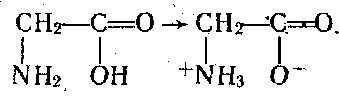 CH₂—C=O → CH₂—C=O.
NH₂ OH +NH₃ O⁻